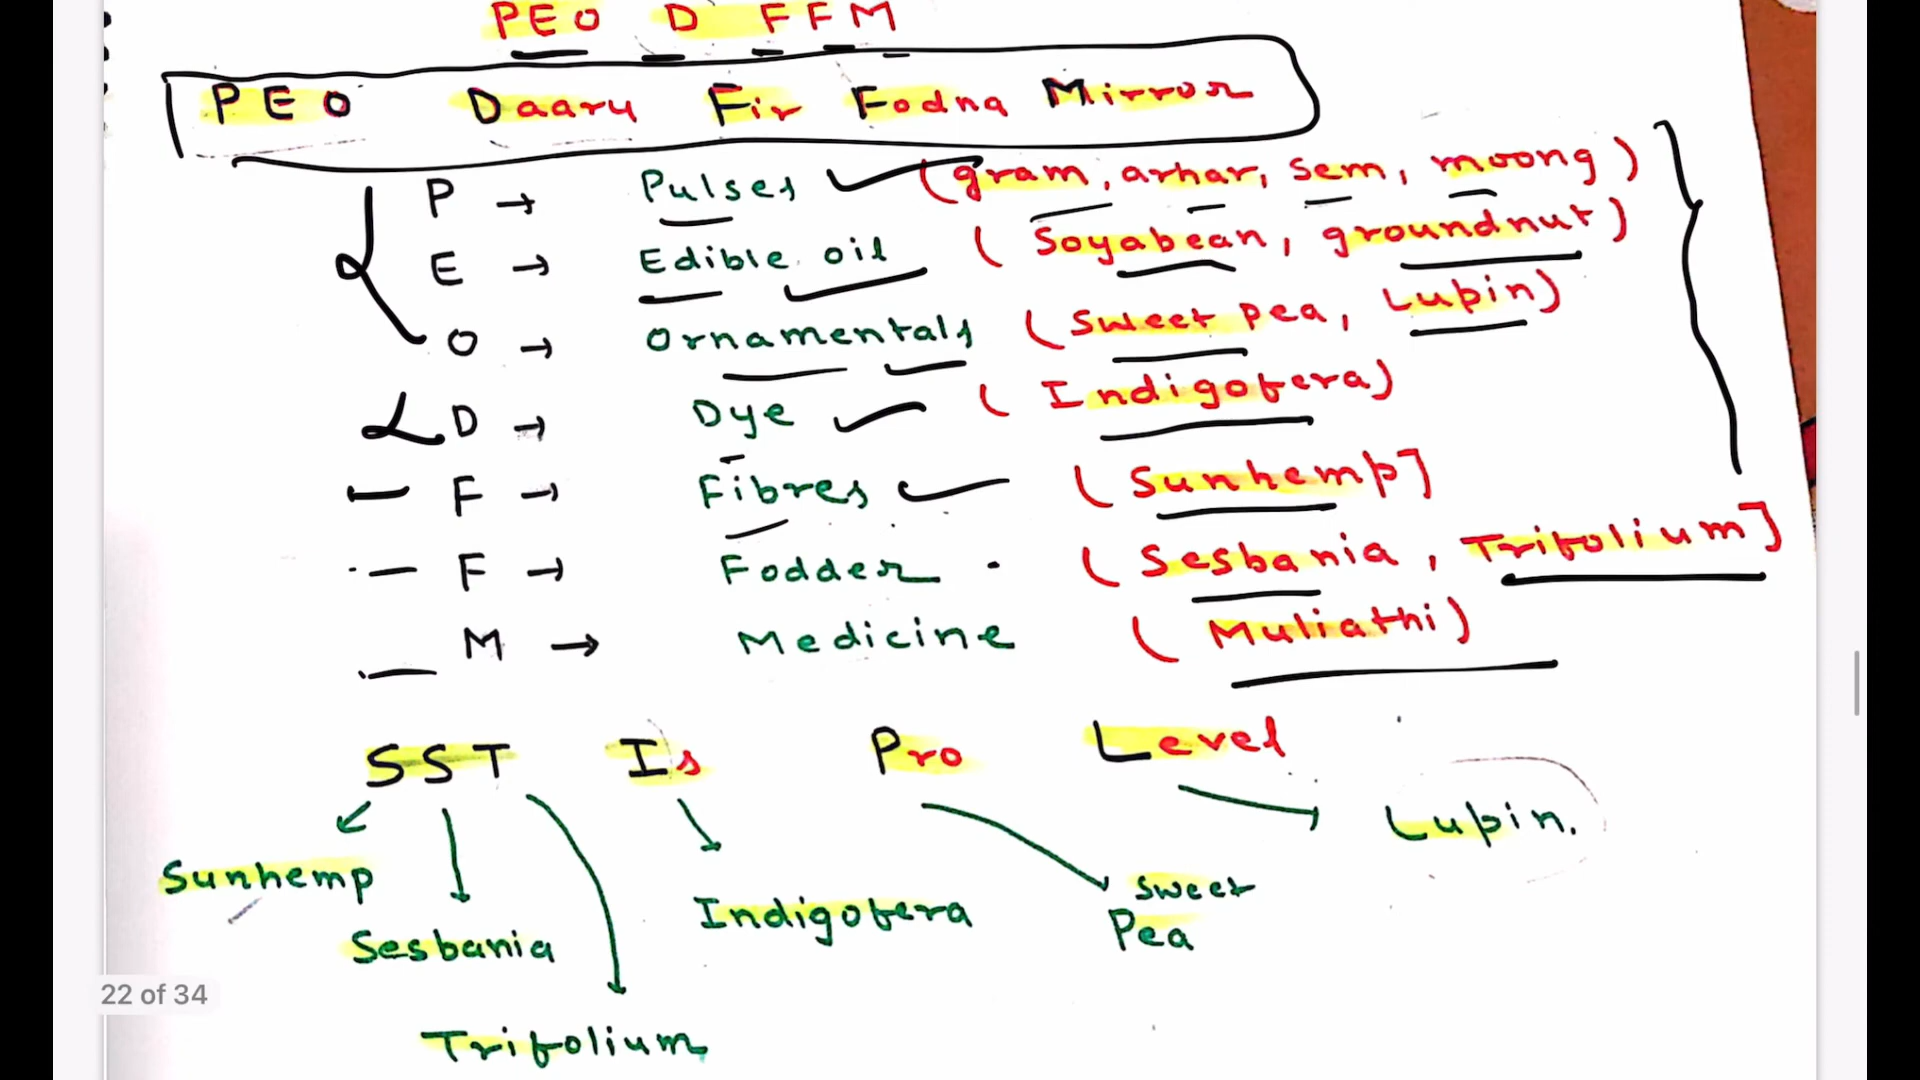 PEO D FFM
PEO Daaru Fir Fodna Mirror
P → Pulses (gram, arhar, sem, moong)
E → Edible oil (Soyabean, groundnut)
O → Ornamentals (Sweet pea, Lupin)
D → Dye (Indigofera)
F → Fibres (Sunhemp]
F → Fodder (Sesbania, Trifolium]
M → Medicine (Muliathi)
SST Is Pro Level
Lupin.
Sunhemp
Sweet
Indigofera
Pea
Sesbania
22 of 34
Trifolium